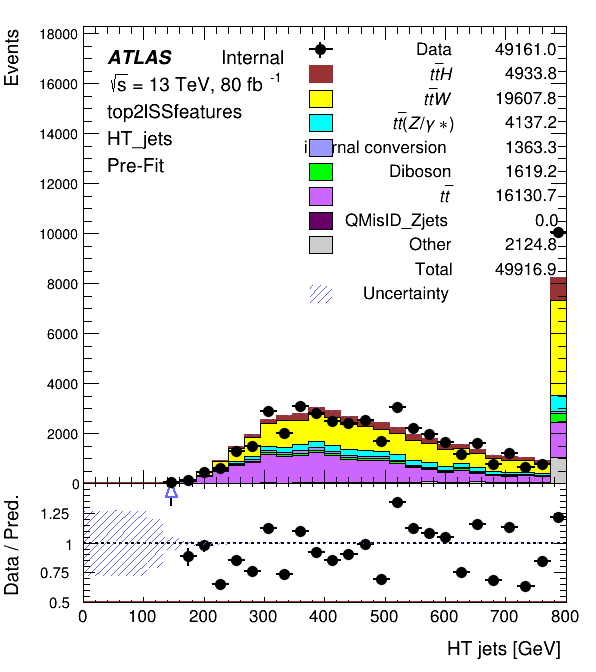 Events
18000
16000
14000
12000
10000
8000
6000
4000
2000
0
ATLAS Internal
√s = 13 TeV, 80 fb⁻¹
top2lSSfeatures
HT_jets
Pre-Fit
Data 49161.0
tt̄H 4933.8
tt̄W 19607.8
tt̄(Z/γ*) 4137.2
internal conversion 1363.3
Diboson 1619.2
tt̄ 16130.7
QMisID_Zjets 0.0
Other 2124.8
Total 49916.9
Uncertainty
Data / Pred.
1.25
1
0.75
0.5
0 100 200 300 400 500 600 700 800
HT jets [GeV]